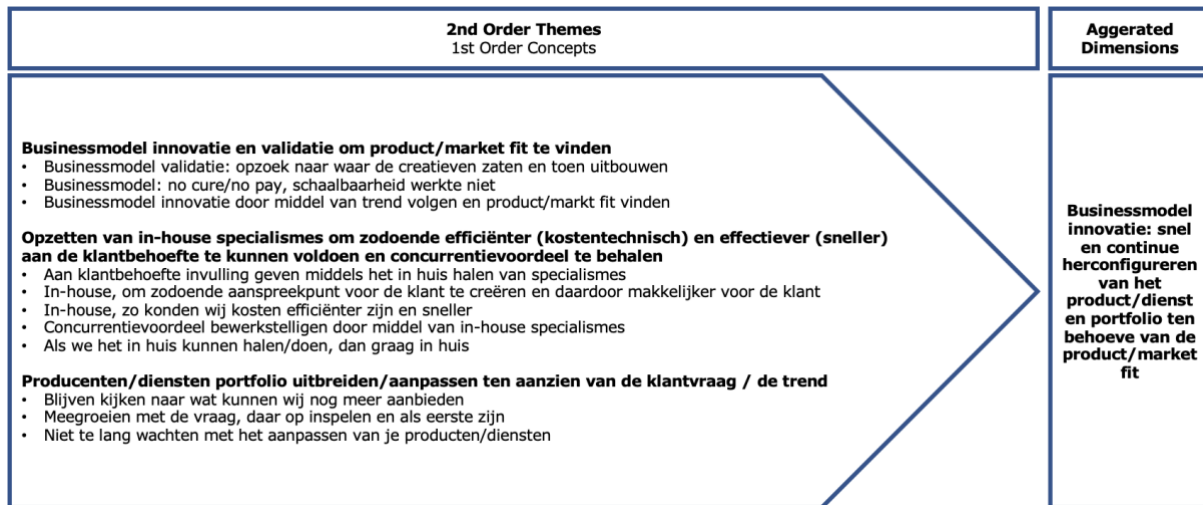 2nd Order Themes
1st Order Concepts
Aggerated
Dimensions
Businessmodel innovatie en validatie om product/market fit te vinden
• Businessmodel validatie: opzoek naar waar de creatieven zaten en toen uitbouwen
• Businessmodel: no cure/no pay, schaalbaarheid werkte niet
• Businessmodel innovatie door middel van trend volgen en product/markt fit vinden
Opzetten van in-house specialismes om zodoende efficiënter (kostentechnisch) en effectiever (sneller)
aan de klantbehoefte te kunnen voldoen en concurrentievoordeel te behalen
• Aan klantbehoefte invulling geven middels het in huis halen van specialismes
• In-house, om zodoende aanspreekpunt voor de klant te creëren en daardoor makkelijker voor de klant
• In-house, zo konden wij kosten efficiënter zijn en sneller
• Concurrentievoordeel bewerkstelligen door middel van in-house specialismes
• Als we het in huis kunnen halen/doen, dan graag in huis
Producenten/diensten portfolio uitbreiden/aanpassen ten aanzien van de klantvraag / de trend
• Blijven kijken naar wat kunnen wij nog meer aanbieden
• Meegroeien met de vraag, daar op inspelen en als eerste zijn
• Niet te lang wachten met het aanpassen van je producten/diensten
Businessmodel
innovatie: snel
en continue
herconfigureren
van het
product/dienst
en portfolio ten
behoeve van de
product/market
fit